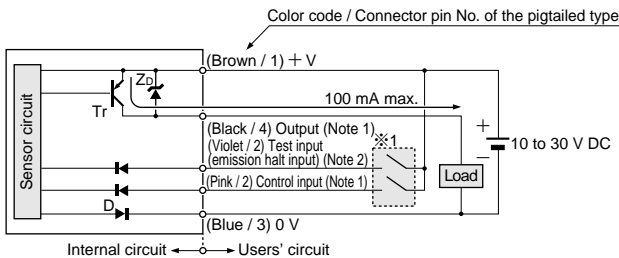 Color code / Connector pin No. of the pigtailed type
(Brown / 1) + V
ZD
Tr
100 mA max.
Sensor circuit
(Black / 4) Output (Note 1)
※1
(Violet / 2) Test input
(emission halt input) (Note 2)
+
10 to 30 V DC
−
Load
(Pink / 2) Control input (Note 1)
D
(Blue / 3) 0 V
Internal circuit
Users' circuit